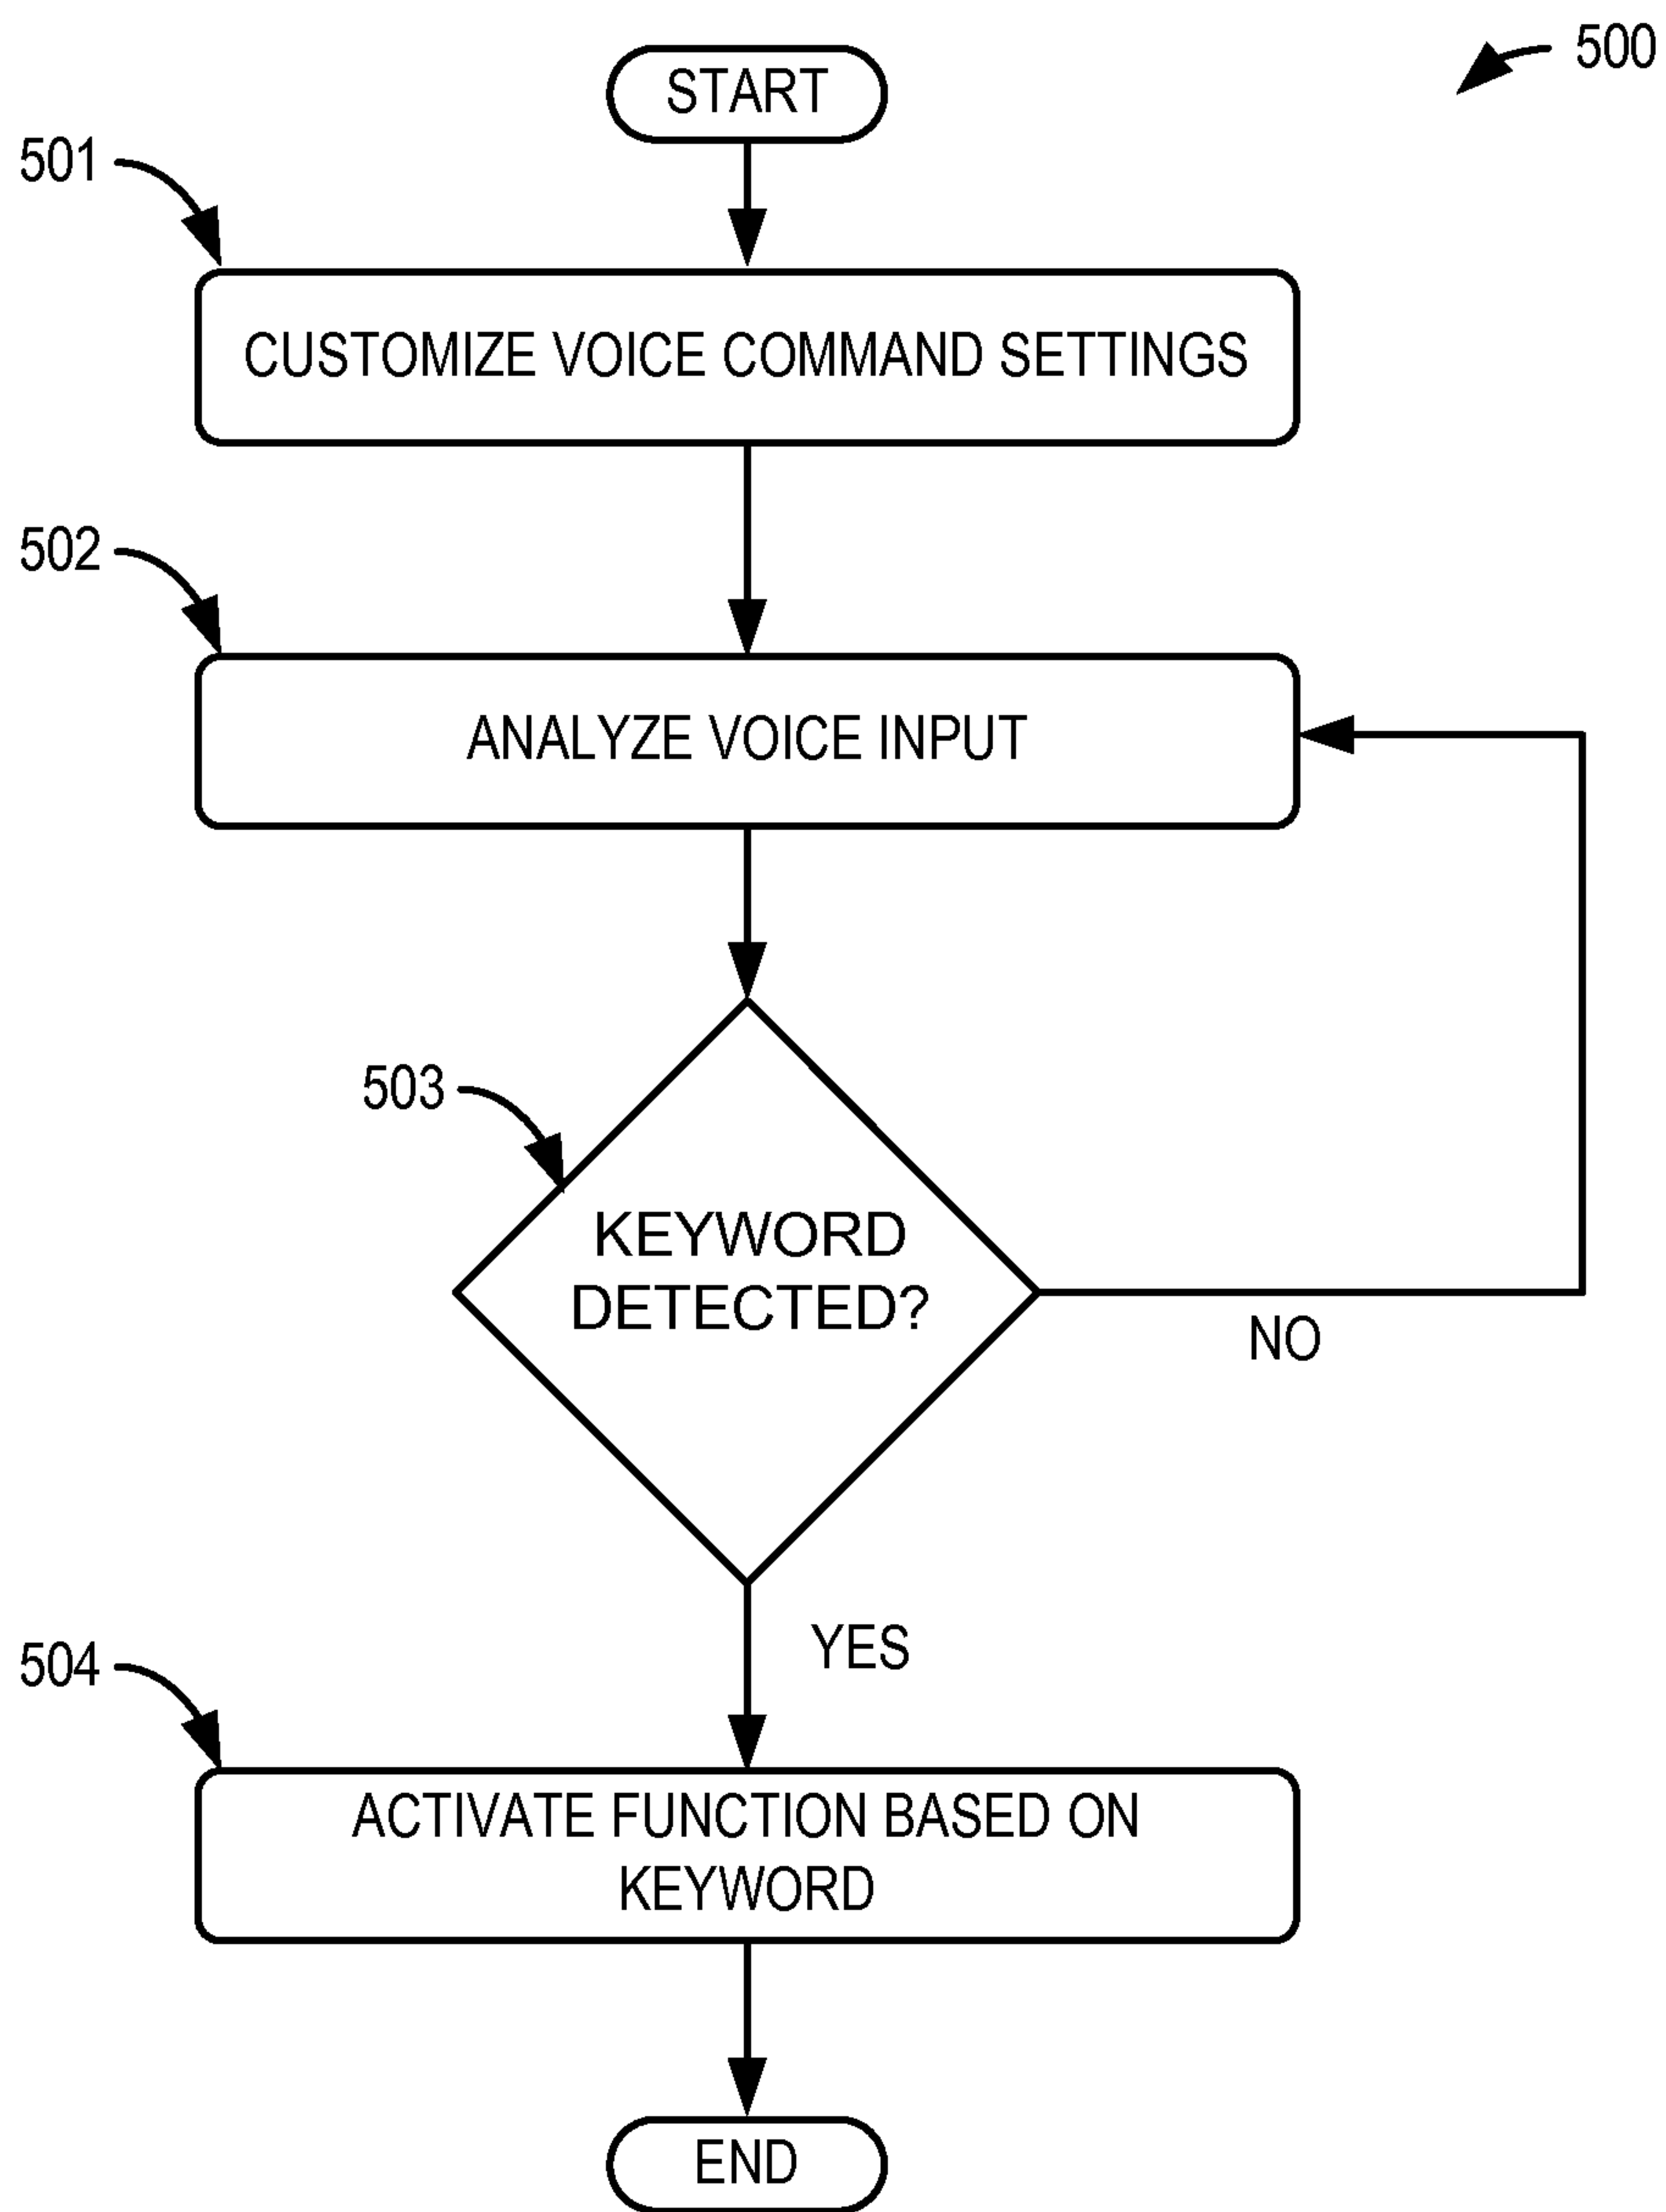 500
START
501
CUSTOMIZE VOICE COMMAND SETTINGS
502
ANALYZE VOICE INPUT
503
KEYWORD
DETECTED?
NO
YES
504
ACTIVATE FUNCTION BASED ON
KEYWORD
END